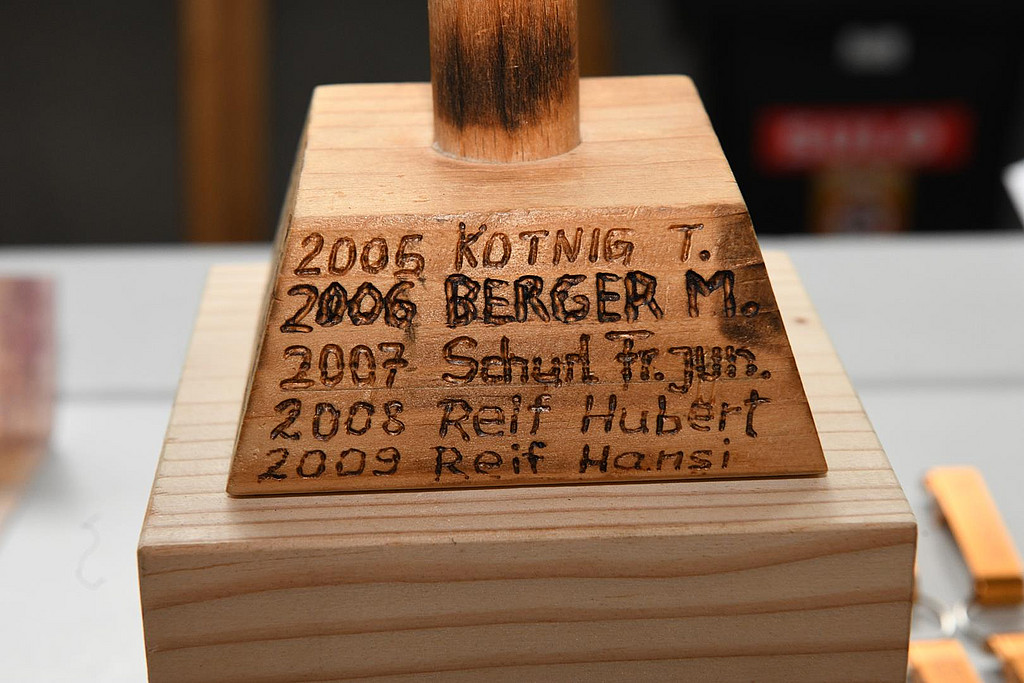 2005 KOTNIG T.
2006 BERGER M.
2007 Schurl Fr. jun.
2008 Reif Hubert
2009 Reif Hansi